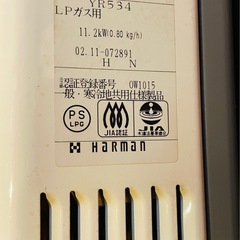 YR534
LPガス用
11.2kW(0.80 kg/h)
02.11-072891
H N
認証登録番号 OW1015
一般・寒冷地共用仕様製品
PS
LPG
JIA認証
JIA
HARMAN